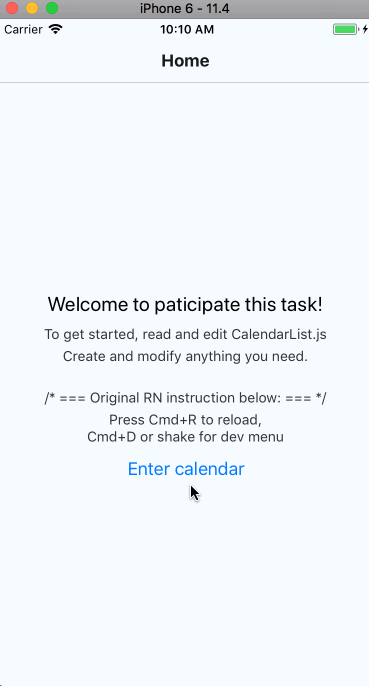 iPhone 6 - 11.4
Carrier 10:10 AM
Home
Welcome to paticipate this task!
To get started, read and edit CalendarList.js
Create and modify anything you need.
/* === Original RN instruction below: === */
Press Cmd+R to reload,
Cmd+D or shake for dev menu
Enter calendar